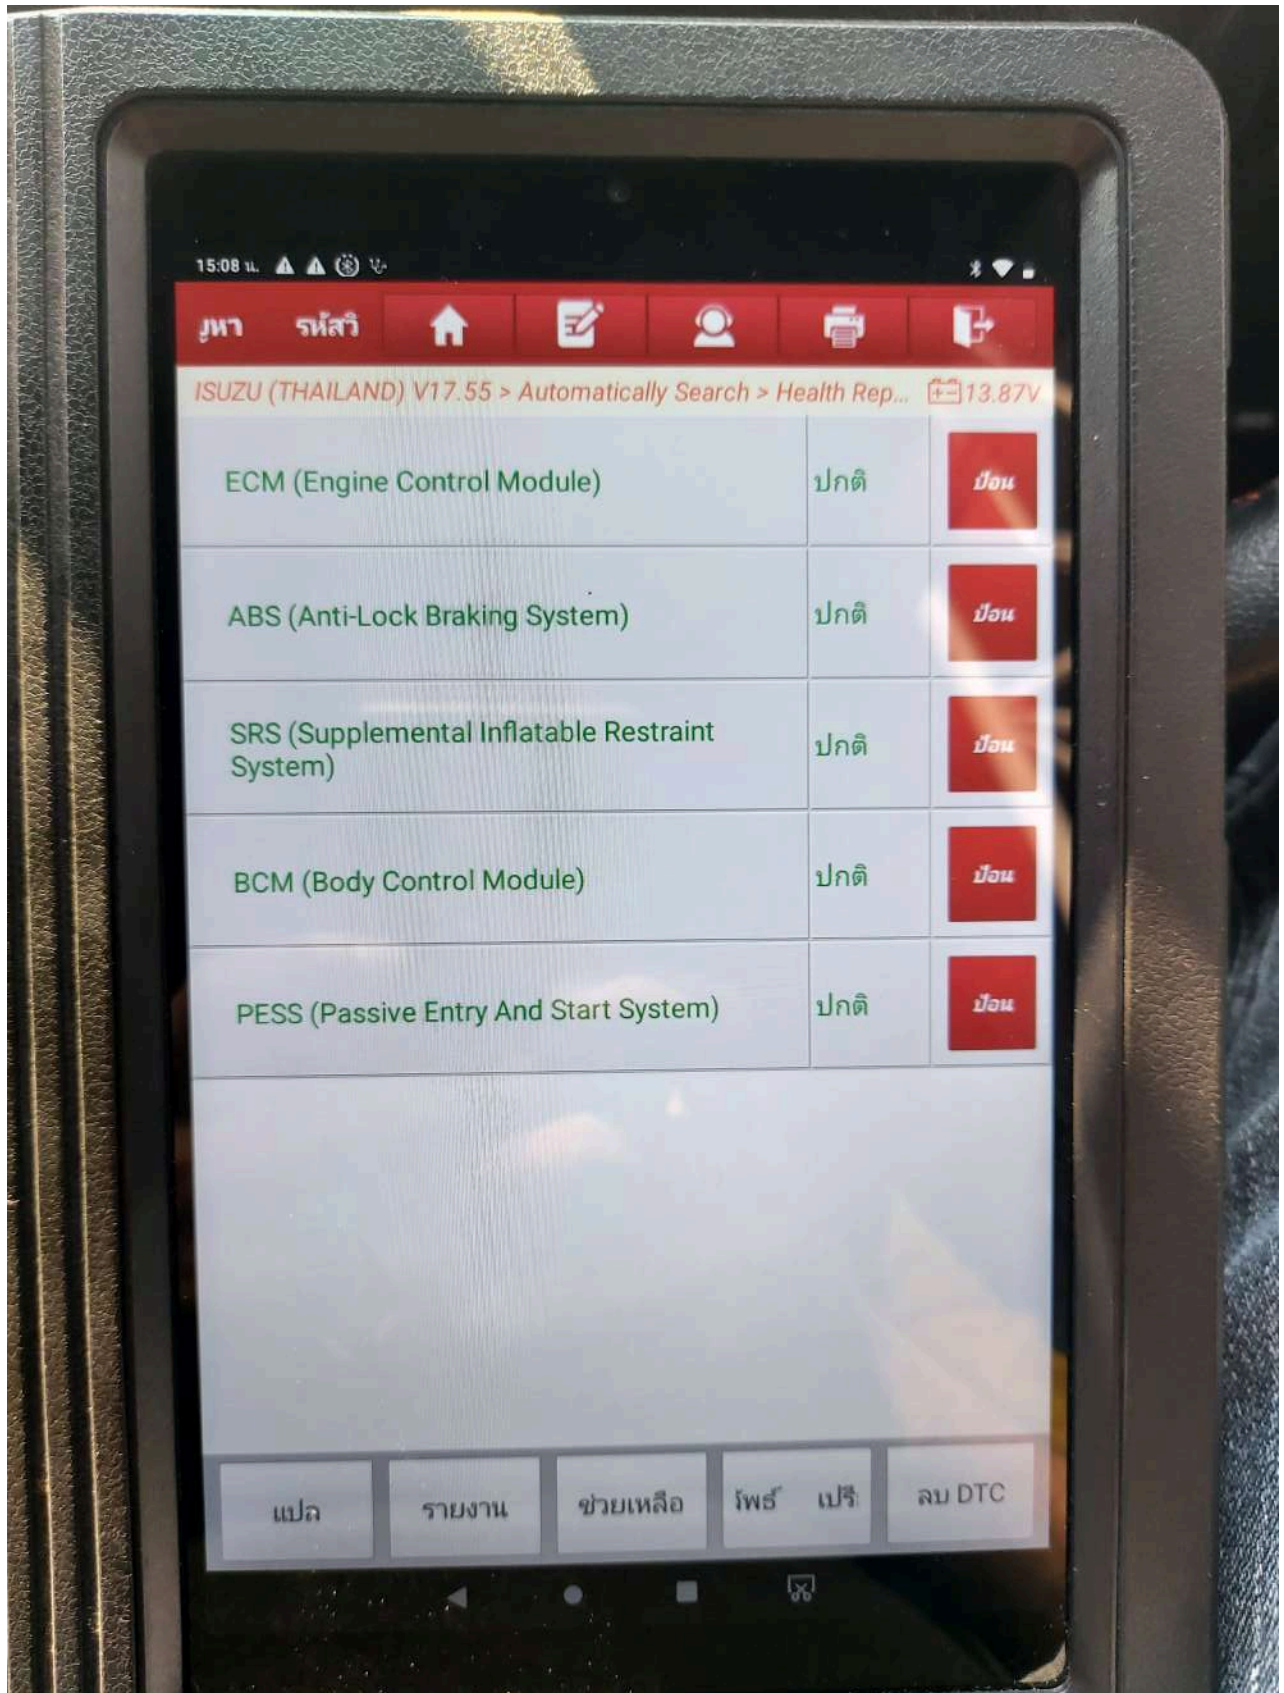 15:08 น.
รหัสวิ
ISUZU (THAILAND) V17.55 > Automatically Search > Health Rep... 13.87V
ECM (Engine Control Module) ปกติ ป้อน
ABS (Anti-Lock Braking System) ปกติ ป้อน
SRS (Supplemental Inflatable Restraint
System) ปกติ ป้อน
BCM (Body Control Module) ปกติ ป้อน
PESS (Passive Entry And Start System) ปกติ ป้อน
แปล รายงาน ช่วยเหลือ เปรี ลบ DTC